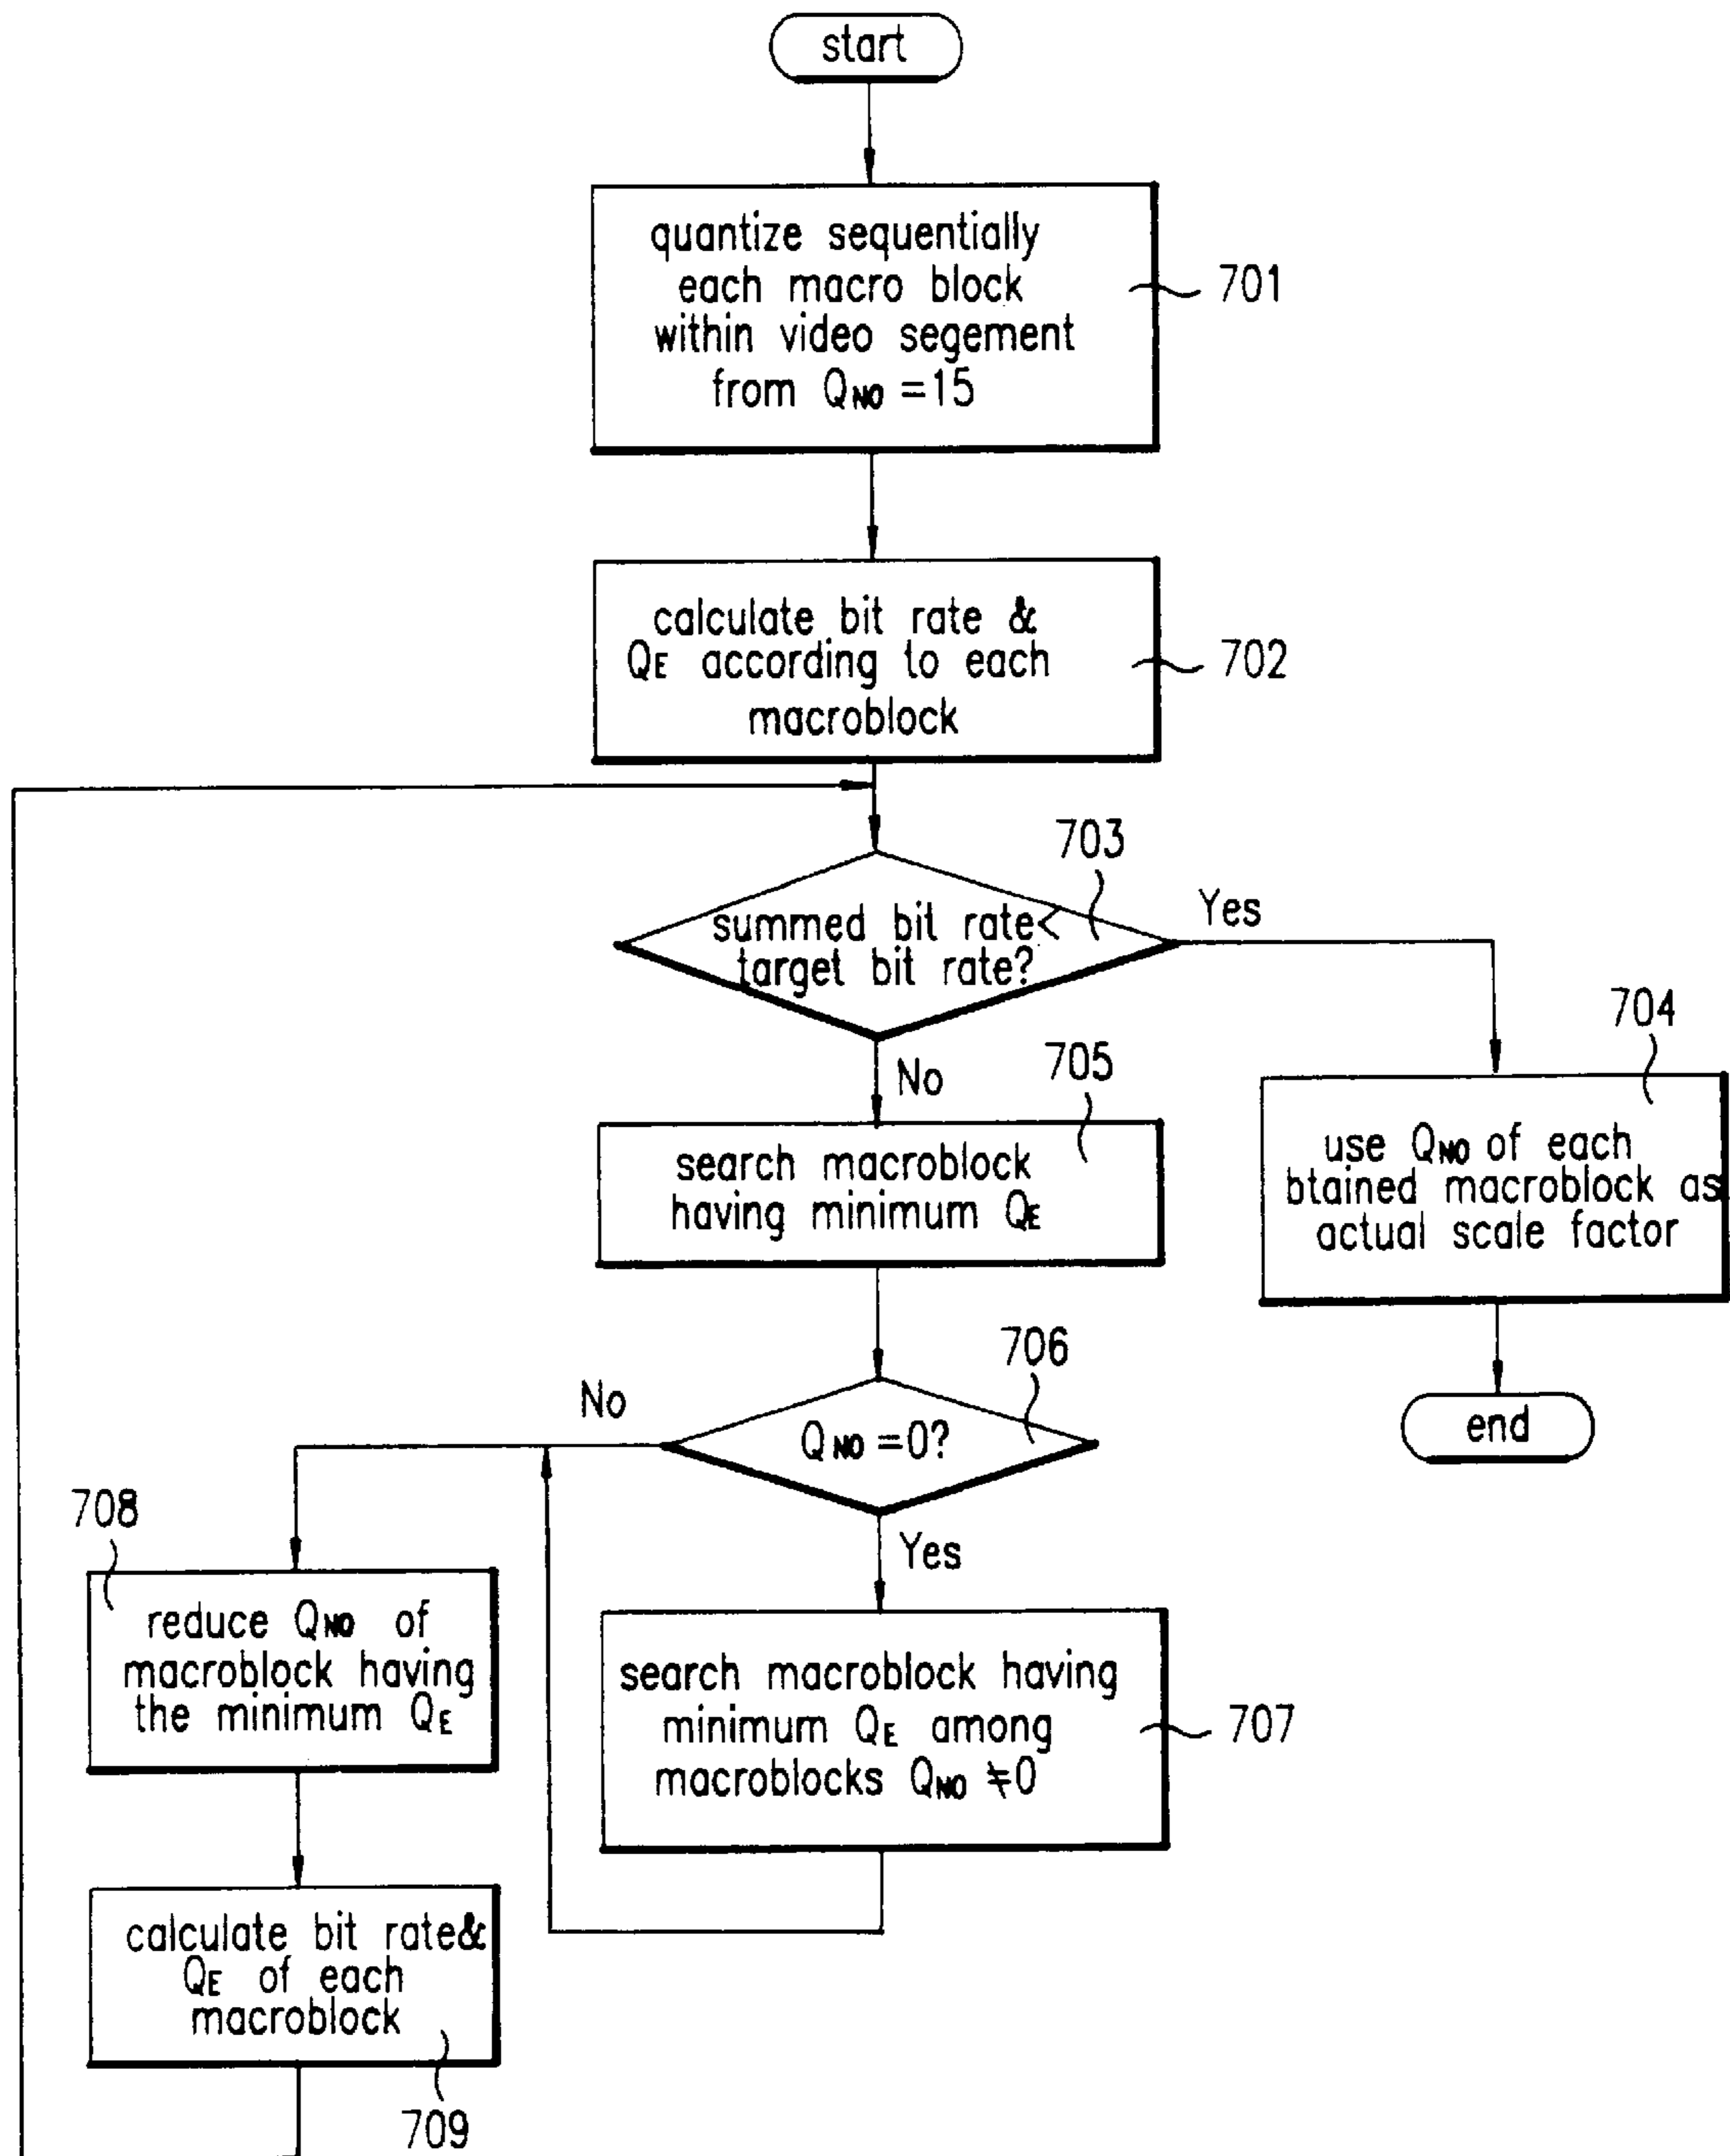 start
quantize sequentially
each macro block
within video segement
from QNO =15
701
calculate bit rate &
QE according to each
macroblock
702
703
summed bit rate<
target bit rate?
Yes
No
704
use QNO of each
btained macroblock as
actual scale factor
end
705
search macroblock
having minimum QE
706
QNO =0?
No
Yes
707
search macroblock having
minimum QE among
macroblocks QNO ≠0
708
reduce QNO of
macroblock having
the minimum QE
calculate bit rate&
QE of each
macroblock
709